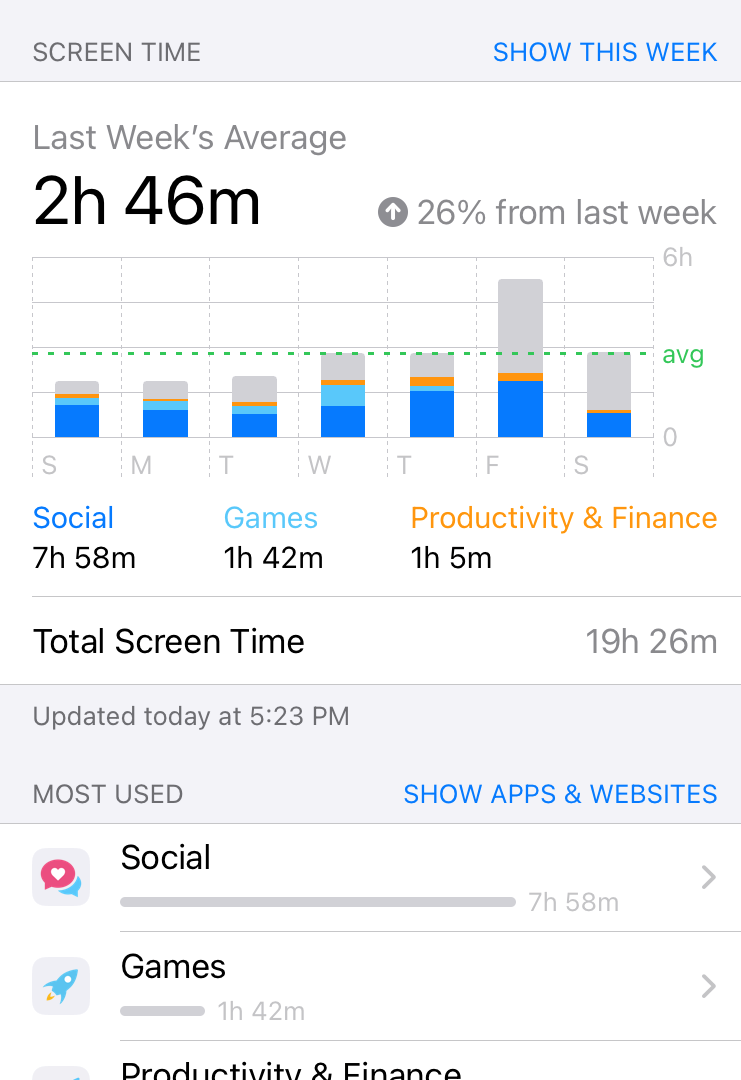 SCREEN TIME SHOW THIS WEEK
Last Week’s Average
2h 46m 26% from last week
6h
avg
0
S M T W T F S
Social Games Productivity & Finance
7h 58m 1h 42m 1h 5m
Total Screen Time 19h 26m
Updated today at 5:23 PM
MOST USED SHOW APPS & WEBSITES
Social
7h 58m
Games
1h 42m
Productivity & Finance